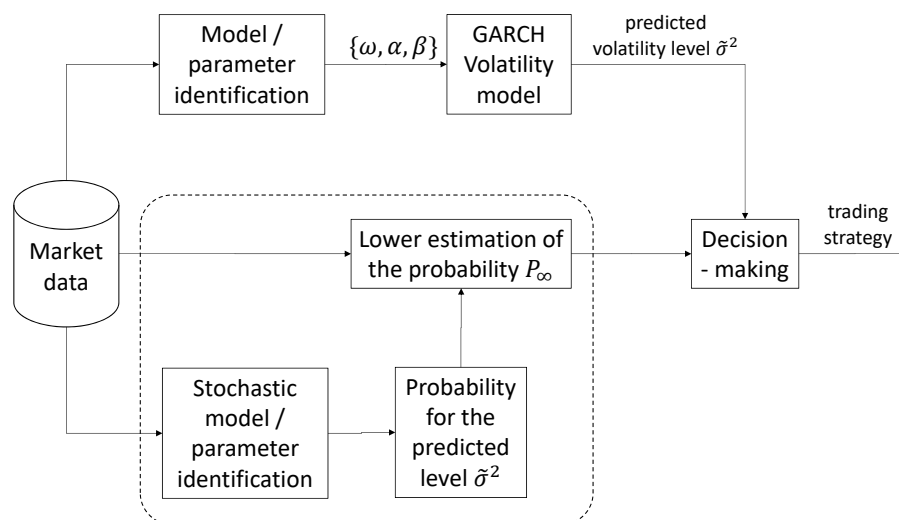 Model /
parameter
identification
{ω, α, β}
GARCH
Volatility
model
predicted
volatility level σ̃²
Market
data
Lower estimation of
the probability P∞
Decision
- making
trading
strategy
Stochastic
model /
parameter
identification
Probability
for the
predicted
level σ̃²